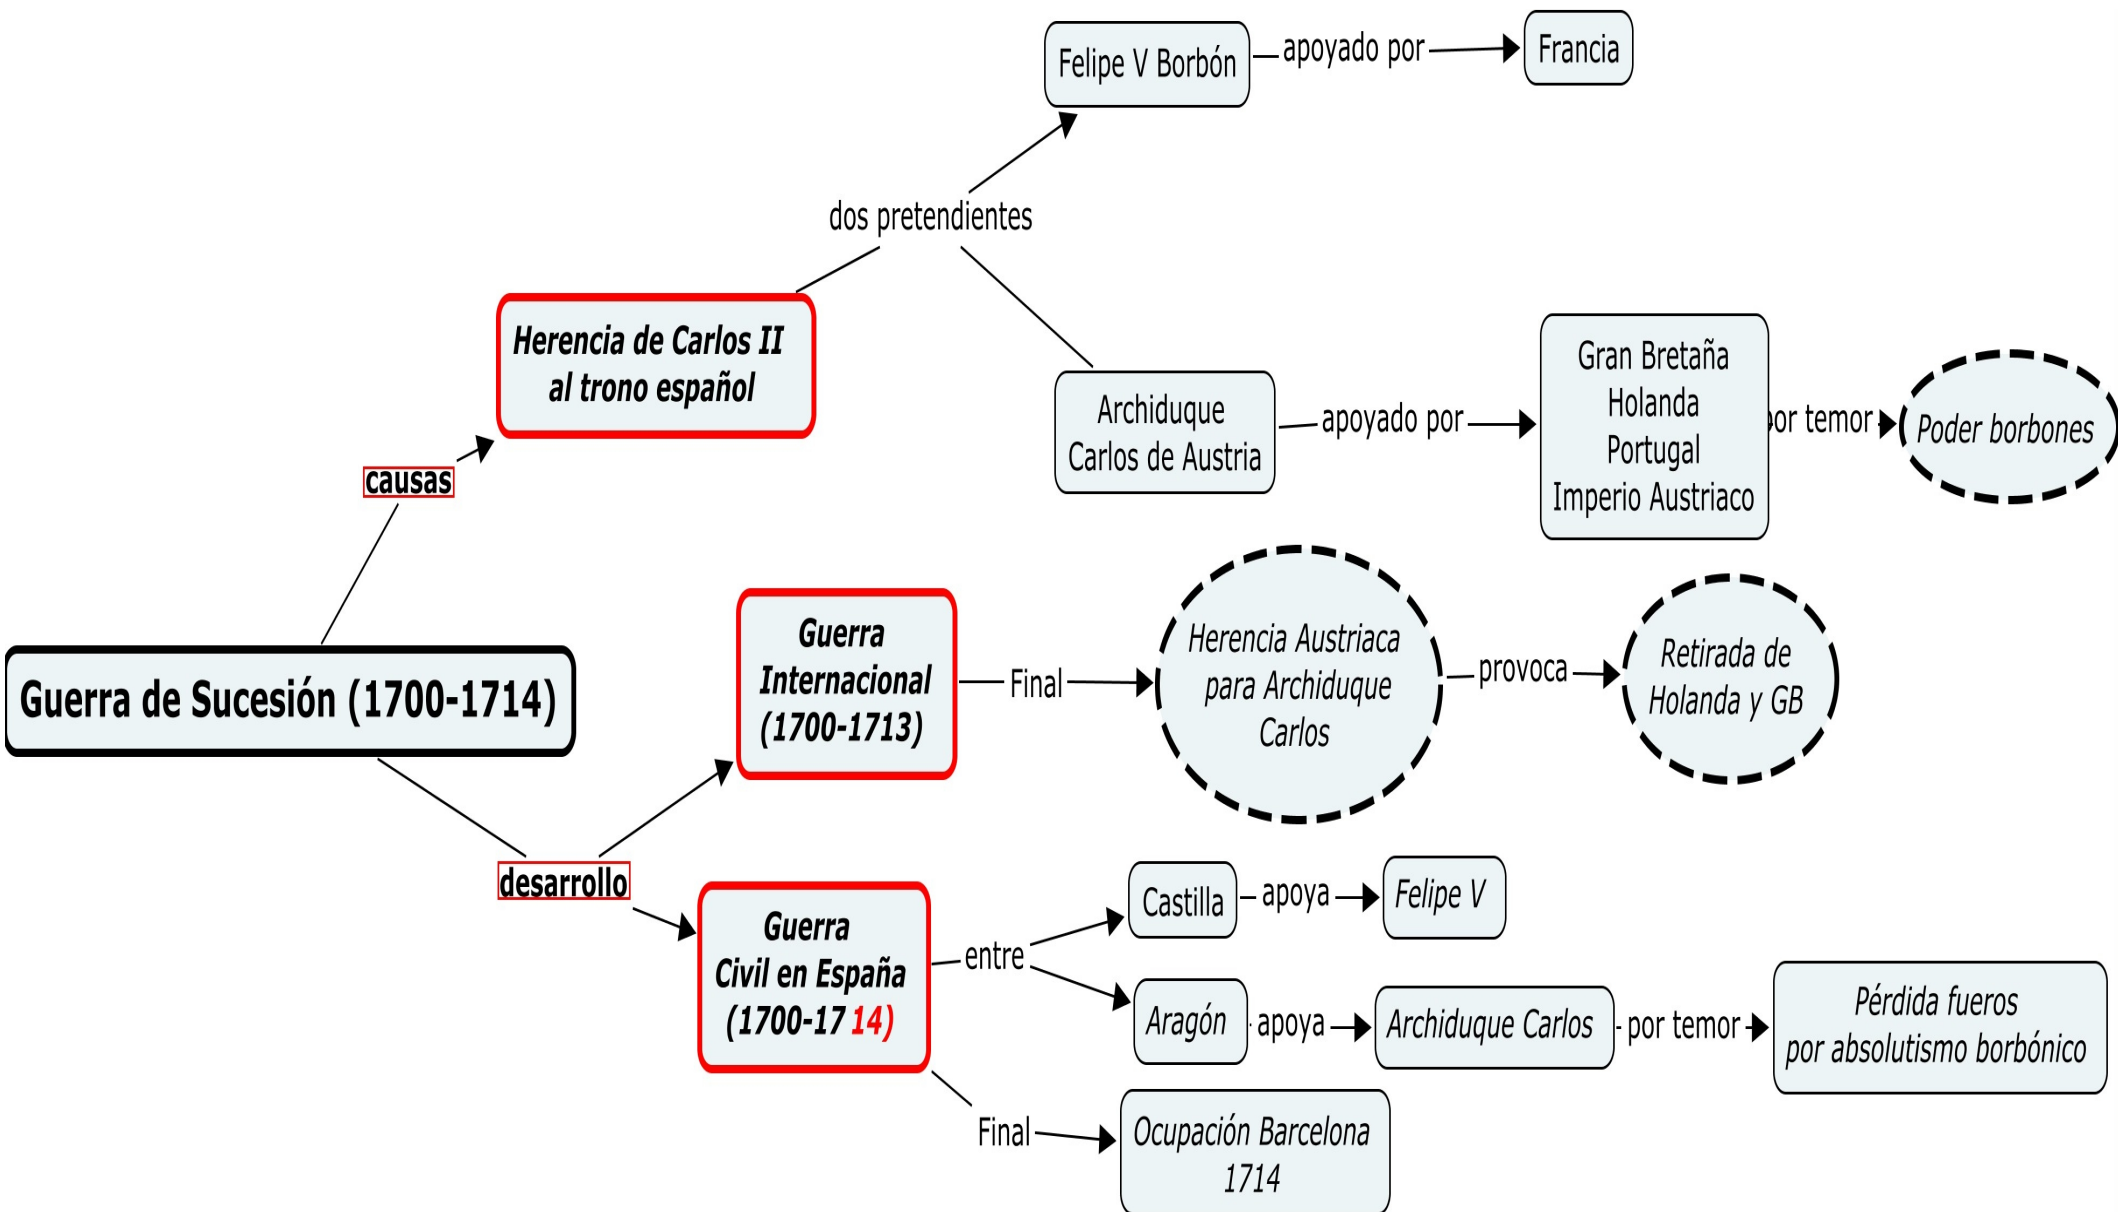 Felipe V Borbón
apoyado por
Francia
dos pretendientes
Herencia de Carlos II
al trono español
Archiduque
Carlos de Austria
apoyado por
Gran Bretaña
Holanda
Portugal
Imperio Austriaco
por temor
Poder borbones
causas
Guerra de Sucesión (1700-1714)
Guerra
Internacional
(1700-1713)
Final
Herencia Austriaca
para Archiduque
Carlos
provoca
Retirada de
Holanda y GB
desarrollo
Guerra
Civil en España
(1700-1714)
entre
Castilla
apoya
Felipe V
Aragón
apoya
Archiduque Carlos
por temor
Pérdida fueros
por absolutismo borbónico
Final
Ocupación Barcelona
1714